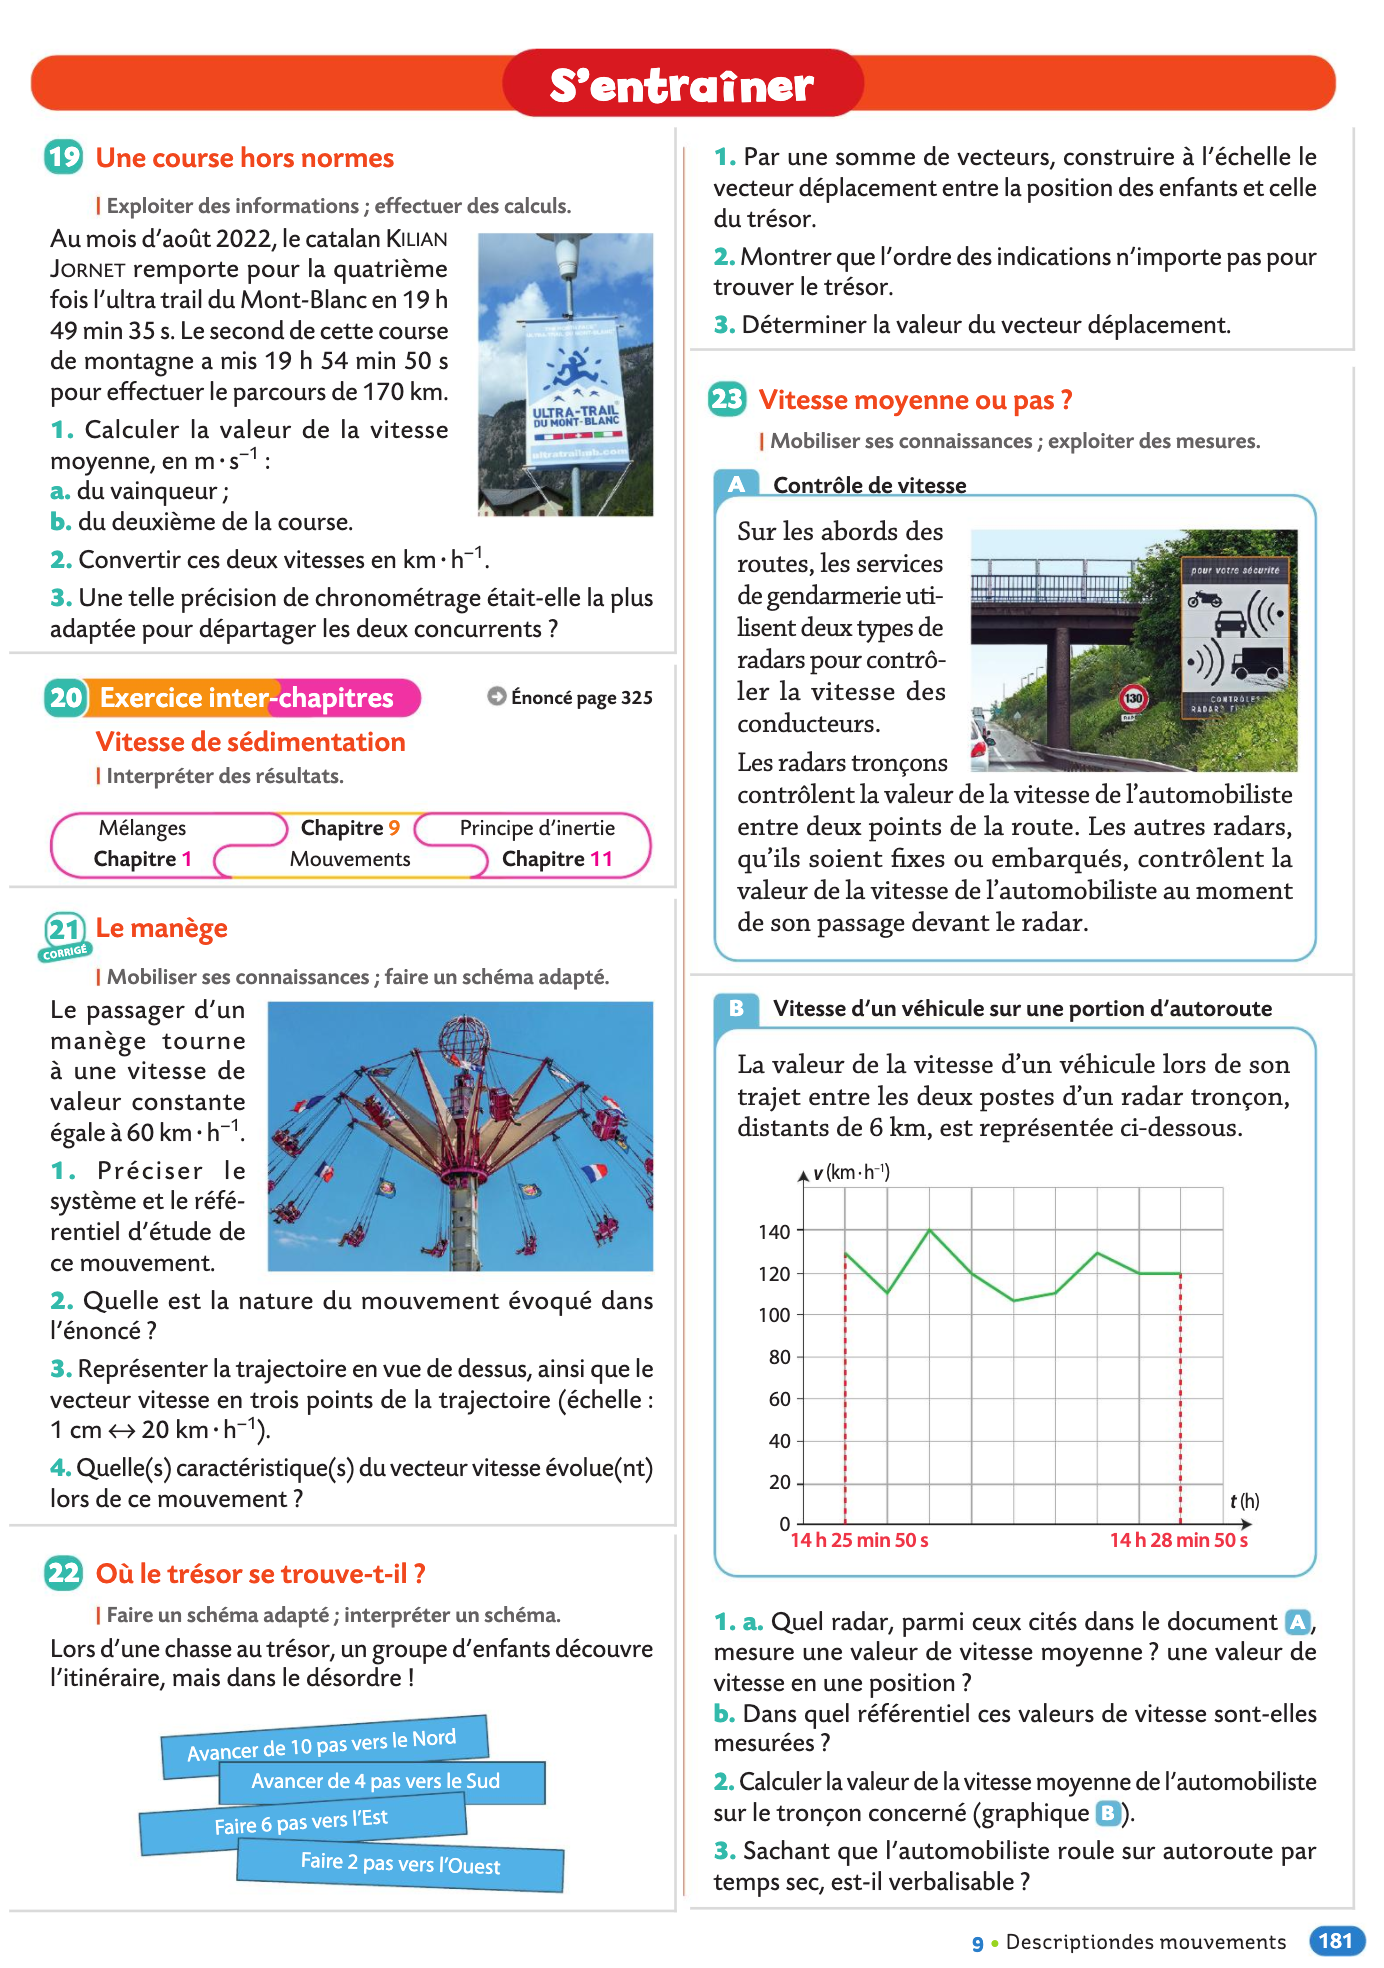 S'entraîner
19 Une course hors normes
| Exploiter des informations ; effectuer des calculs.
Au mois d'août 2022, le catalan KILIAN
JORNET remporte pour la quatrième
fois l'ultra trail du Mont-Blanc en 19 h
49 min 35 s. Le second de cette course
de montagne a mis 19 h 54 min 50 s
pour effectuer le parcours de 170 km.
1. Calculer la valeur de la vitesse
moyenne, en m·s⁻¹ :
a. du vainqueur ;
b. du deuxième de la course.
ULTRA-TRAIL
DU MONT-BLANC
ultratrailmb.com
2. Convertir ces deux vitesses en km·h⁻¹.
3. Une telle précision de chronométrage était-elle la plus
adaptée pour départager les deux concurrents ?
20 Exercice inter-chapitres
Énoncé page 325
Vitesse de sédimentation
| Interpréter des résultats.
Mélanges Chapitre 9 Principe d'inertie
Chapitre 1 Mouvements Chapitre 11
21 Le manège
CORRIGÉ
| Mobiliser ses connaissances ; faire un schéma adapté.
Le passager d'un
manège tourne
à une vitesse de
valeur constante
égale à 60 km·h⁻¹.
1. Préciser le
système et le réfé-
rentiel d'étude de
ce mouvement.
2. Quelle est la nature du mouvement évoqué dans
l'énoncé ?
3. Représenter la trajectoire en vue de dessus, ainsi que le
vecteur vitesse en trois points de la trajectoire (échelle :
1 cm ↔ 20 km·h⁻¹).
4. Quelle(s) caractéristique(s) du vecteur vitesse évolue(nt)
lors de ce mouvement ?
22 Où le trésor se trouve-t-il ?
| Faire un schéma adapté ; interpréter un schéma.
Lors d'une chasse au trésor, un groupe d'enfants découvre
l'itinéraire, mais dans le désordre !
Avancer de 10 pas vers le Nord
Avancer de 4 pas vers le Sud
Faire 6 pas vers l'Est
Faire 2 pas vers l'Ouest
1. Par une somme de vecteurs, construire à l'échelle le
vecteur déplacement entre la position des enfants et celle
du trésor.
2. Montrer que l'ordre des indications n'importe pas pour
trouver le trésor.
3. Déterminer la valeur du vecteur déplacement.
23 Vitesse moyenne ou pas ?
| Mobiliser ses connaissances ; exploiter des mesures.
A Contrôle de vitesse
Sur les abords des
routes, les services
de gendarmerie uti-
lisent deux types de
radars pour contrô-
ler la vitesse des
conducteurs.
pour votre sécurité
130
CONTRÔLES
RADARS
Les radars tronçons
contrôlent la valeur de la vitesse de l'automobiliste
entre deux points de la route. Les autres radars,
qu'ils soient fixes ou embarqués, contrôlent la
valeur de la vitesse de l'automobiliste au moment
de son passage devant le radar.
B Vitesse d'un véhicule sur une portion d'autoroute
La valeur de la vitesse d'un véhicule lors de son
trajet entre les deux postes d'un radar tronçon,
distants de 6 km, est représentée ci-dessous.
v (km·h⁻¹)
140
120
100
80
60
40
20
0
t (h)
14 h 25 min 50 s 14 h 28 min 50 s
1. a. Quel radar, parmi ceux cités dans le document A,
mesure une valeur de vitesse moyenne ? une valeur de
vitesse en une position ?
b. Dans quel référentiel ces valeurs de vitesse sont-elles
mesurées ?
2. Calculer la valeur de la vitesse moyenne de l'automobiliste
sur le tronçon concerné (graphique B).
3. Sachant que l'automobiliste roule sur autoroute par
temps sec, est-il verbalisable ?
9 • Descriptiondes mouvements 181